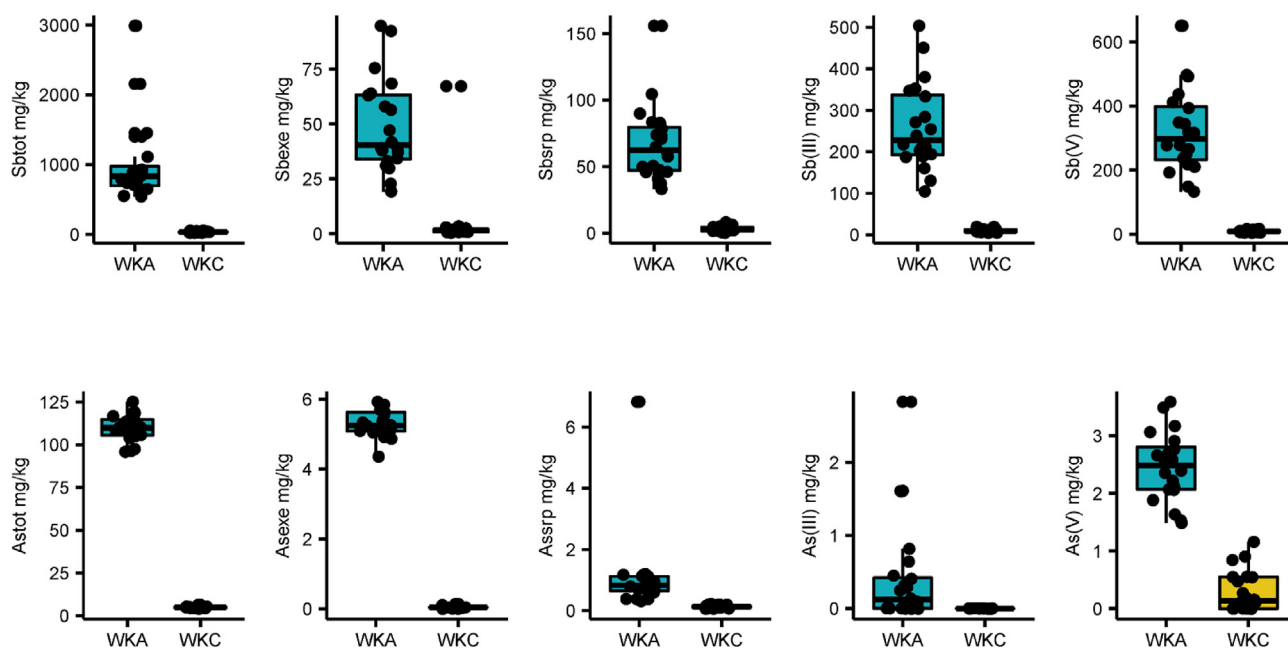 Sbtot mg/kg
3000
2000
1000
0
WKA WKC
Sbexe mg/kg
75
50
25
0
WKA WKC
Sbsrp mg/kg
150
100
50
0
WKA WKC
Sb(III) mg/kg
500
400
300
200
100
0
WKA WKC
Sb(V) mg/kg
600
400
200
0
WKA WKC
Astot mg/kg
125
100
75
50
25
0
WKA WKC
Asexe mg/kg
6
4
2
0
WKA WKC
Assrp mg/kg
6
4
2
0
WKA WKC
As(III) mg/kg
2
1
0
WKA WKC
As(V) mg/kg
3
2
1
0
WKA WKC